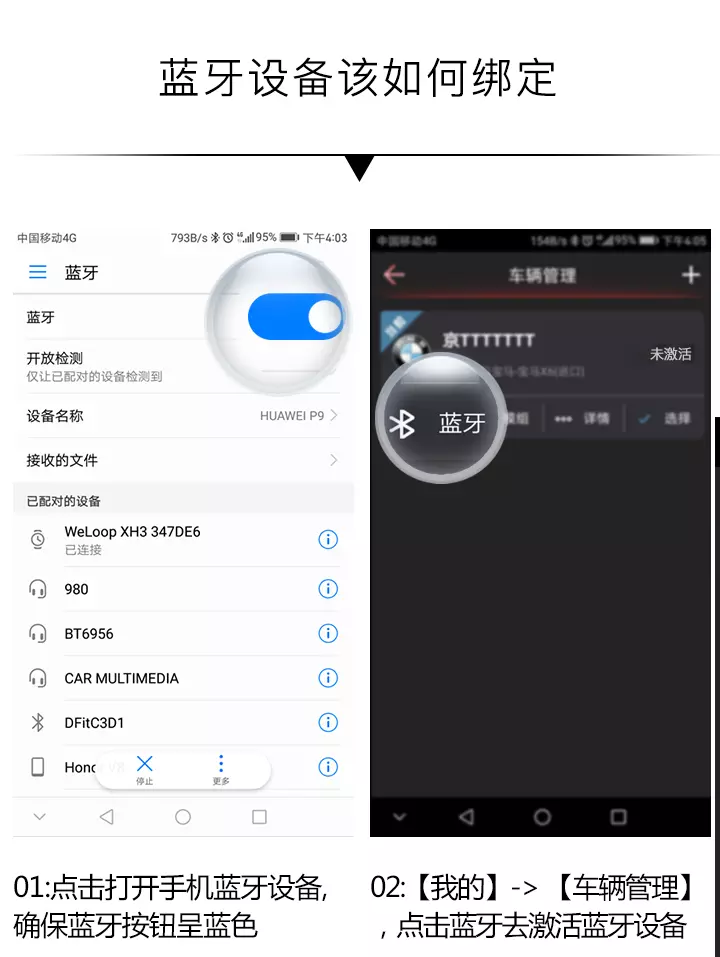 蓝牙设备该如何绑定
中国移动4G
793B/s
4G
95%
下午4:03
蓝牙
蓝牙
开放检测
仅让已配对的设备检测到
设备名称
HUAWEI P9
接收的文件
已配对的设备
WeLoop XH3 347DE6
已连接
980
BT6956
CAR MULTIMEDIA
DFitC3D1
Honor V8
停止
更多
01:点击打开手机蓝牙设备,
确保蓝牙按钮呈蓝色
中国移动4G
154B/s
95%
下午4:05
车辆管理
京TTTTTTT
未激活
宝马-宝马X6(进口)
蓝牙
模组
详情
选择
02:【我的】->【车辆管理】
,点击蓝牙去激活蓝牙设备